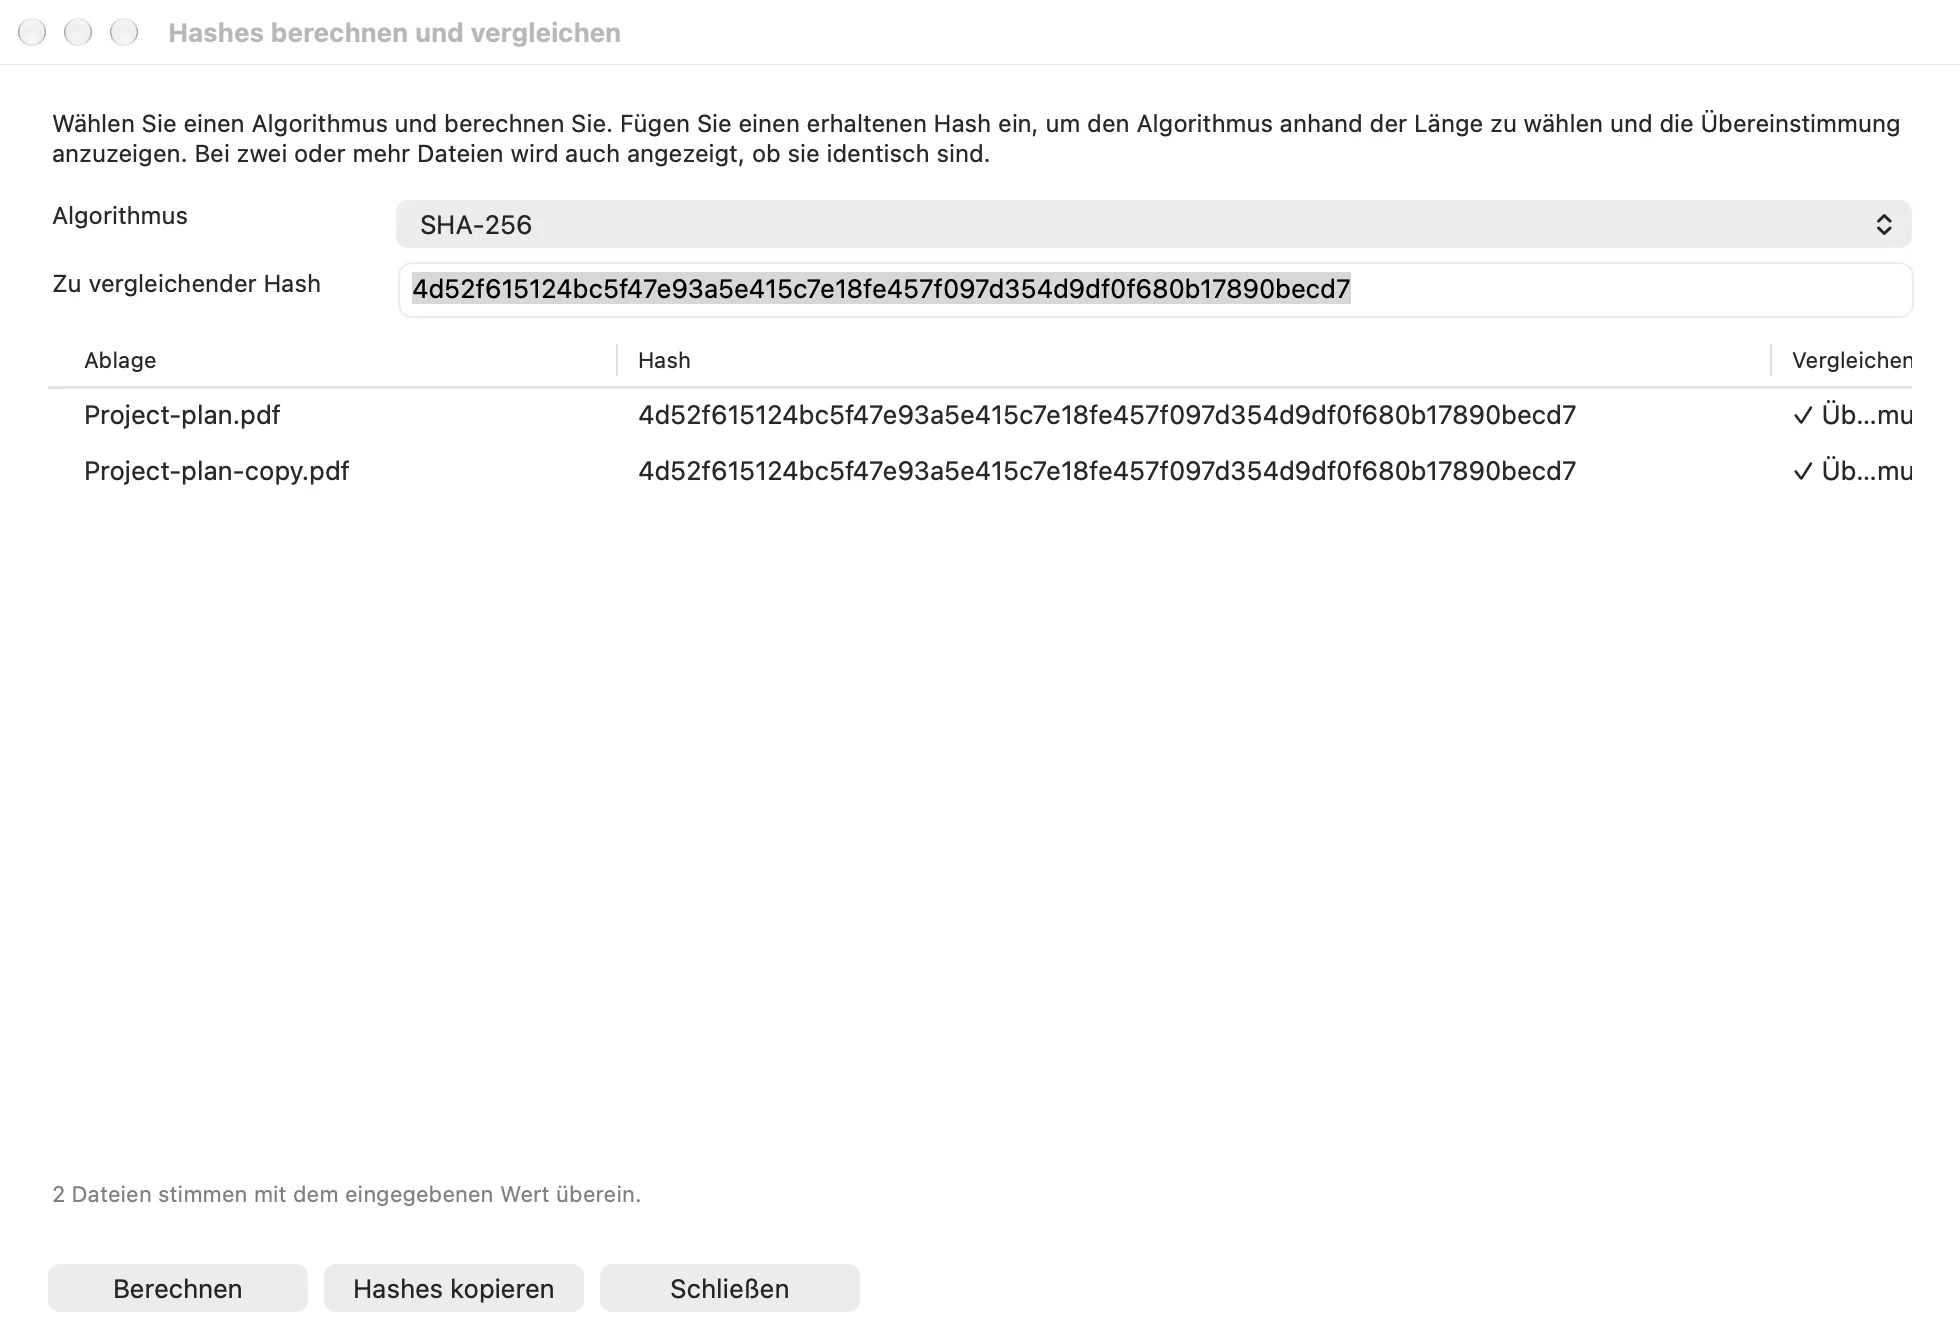 Hashes berechnen und vergleichen
Wählen Sie einen Algorithmus und berechnen Sie. Fügen Sie einen erhaltenen Hash ein, um den Algorithmus anhand der Länge zu wählen und die Übereinstimmung
anzuzeigen. Bei zwei oder mehr Dateien wird auch angezeigt, ob sie identisch sind.
Algorithmus SHA-256
Zu vergleichender Hash 4d52f615124bc5f47e93a5e415c7e18fe457f097d354d9df0f680b17890becd7
Ablage Hash Vergleichen
Project-plan.pdf 4d52f615124bc5f47e93a5e415c7e18fe457f097d354d9df0f680b17890becd7 ✓ Üb...mu
Project-plan-copy.pdf 4d52f615124bc5f47e93a5e415c7e18fe457f097d354d9df0f680b17890becd7 ✓ Üb...mu
2 Dateien stimmen mit dem eingegebenen Wert überein.
Berechnen Hashes kopieren Schließen